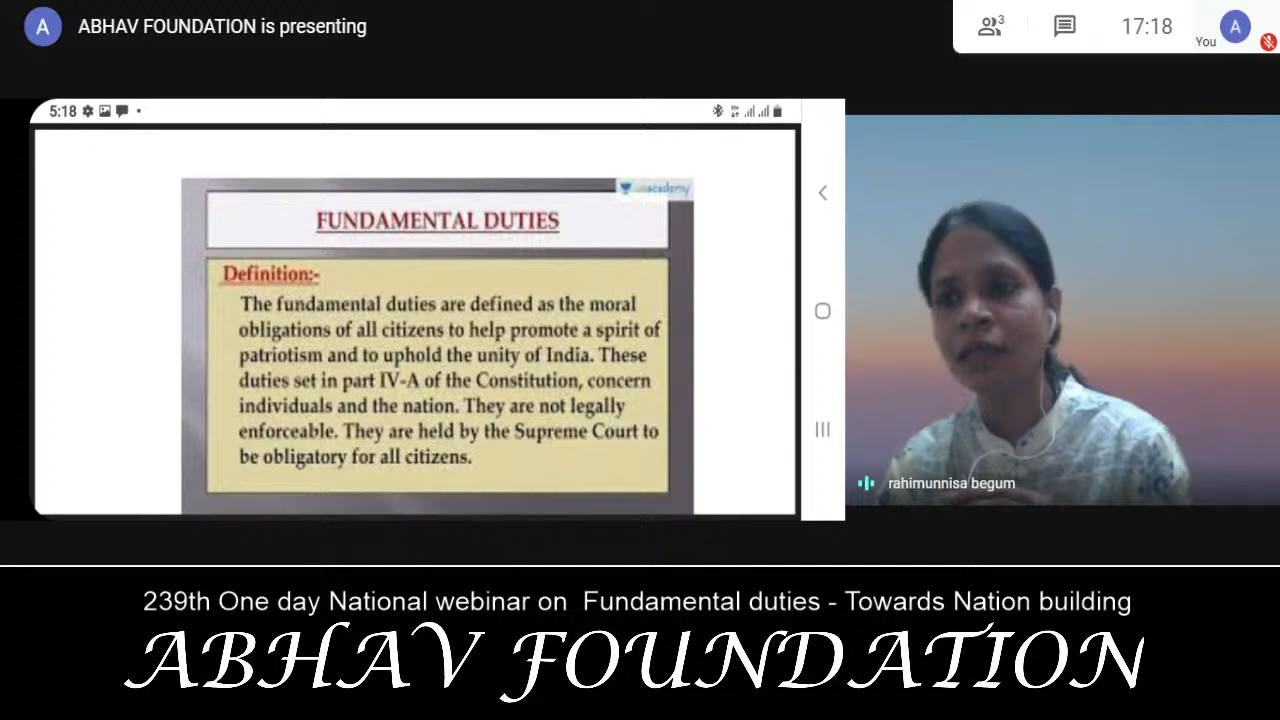 A ABHAV FOUNDATION is presenting
3
17:18
You
A
5:18
academy
FUNDAMENTAL DUTIES
Definition:-
The fundamental duties are defined as the moral
obligations of all citizens to help promote a spirit of
patriotism and to uphold the unity of India. These
duties set in part IV-A of the Constitution, concern
individuals and the nation. They are not legally
enforceable. They are held by the Supreme Court to
be obligatory for all citizens.
rahimunnisa begum
239th One day National webinar on Fundamental duties - Towards Nation building
ABHAV FOUNDATION